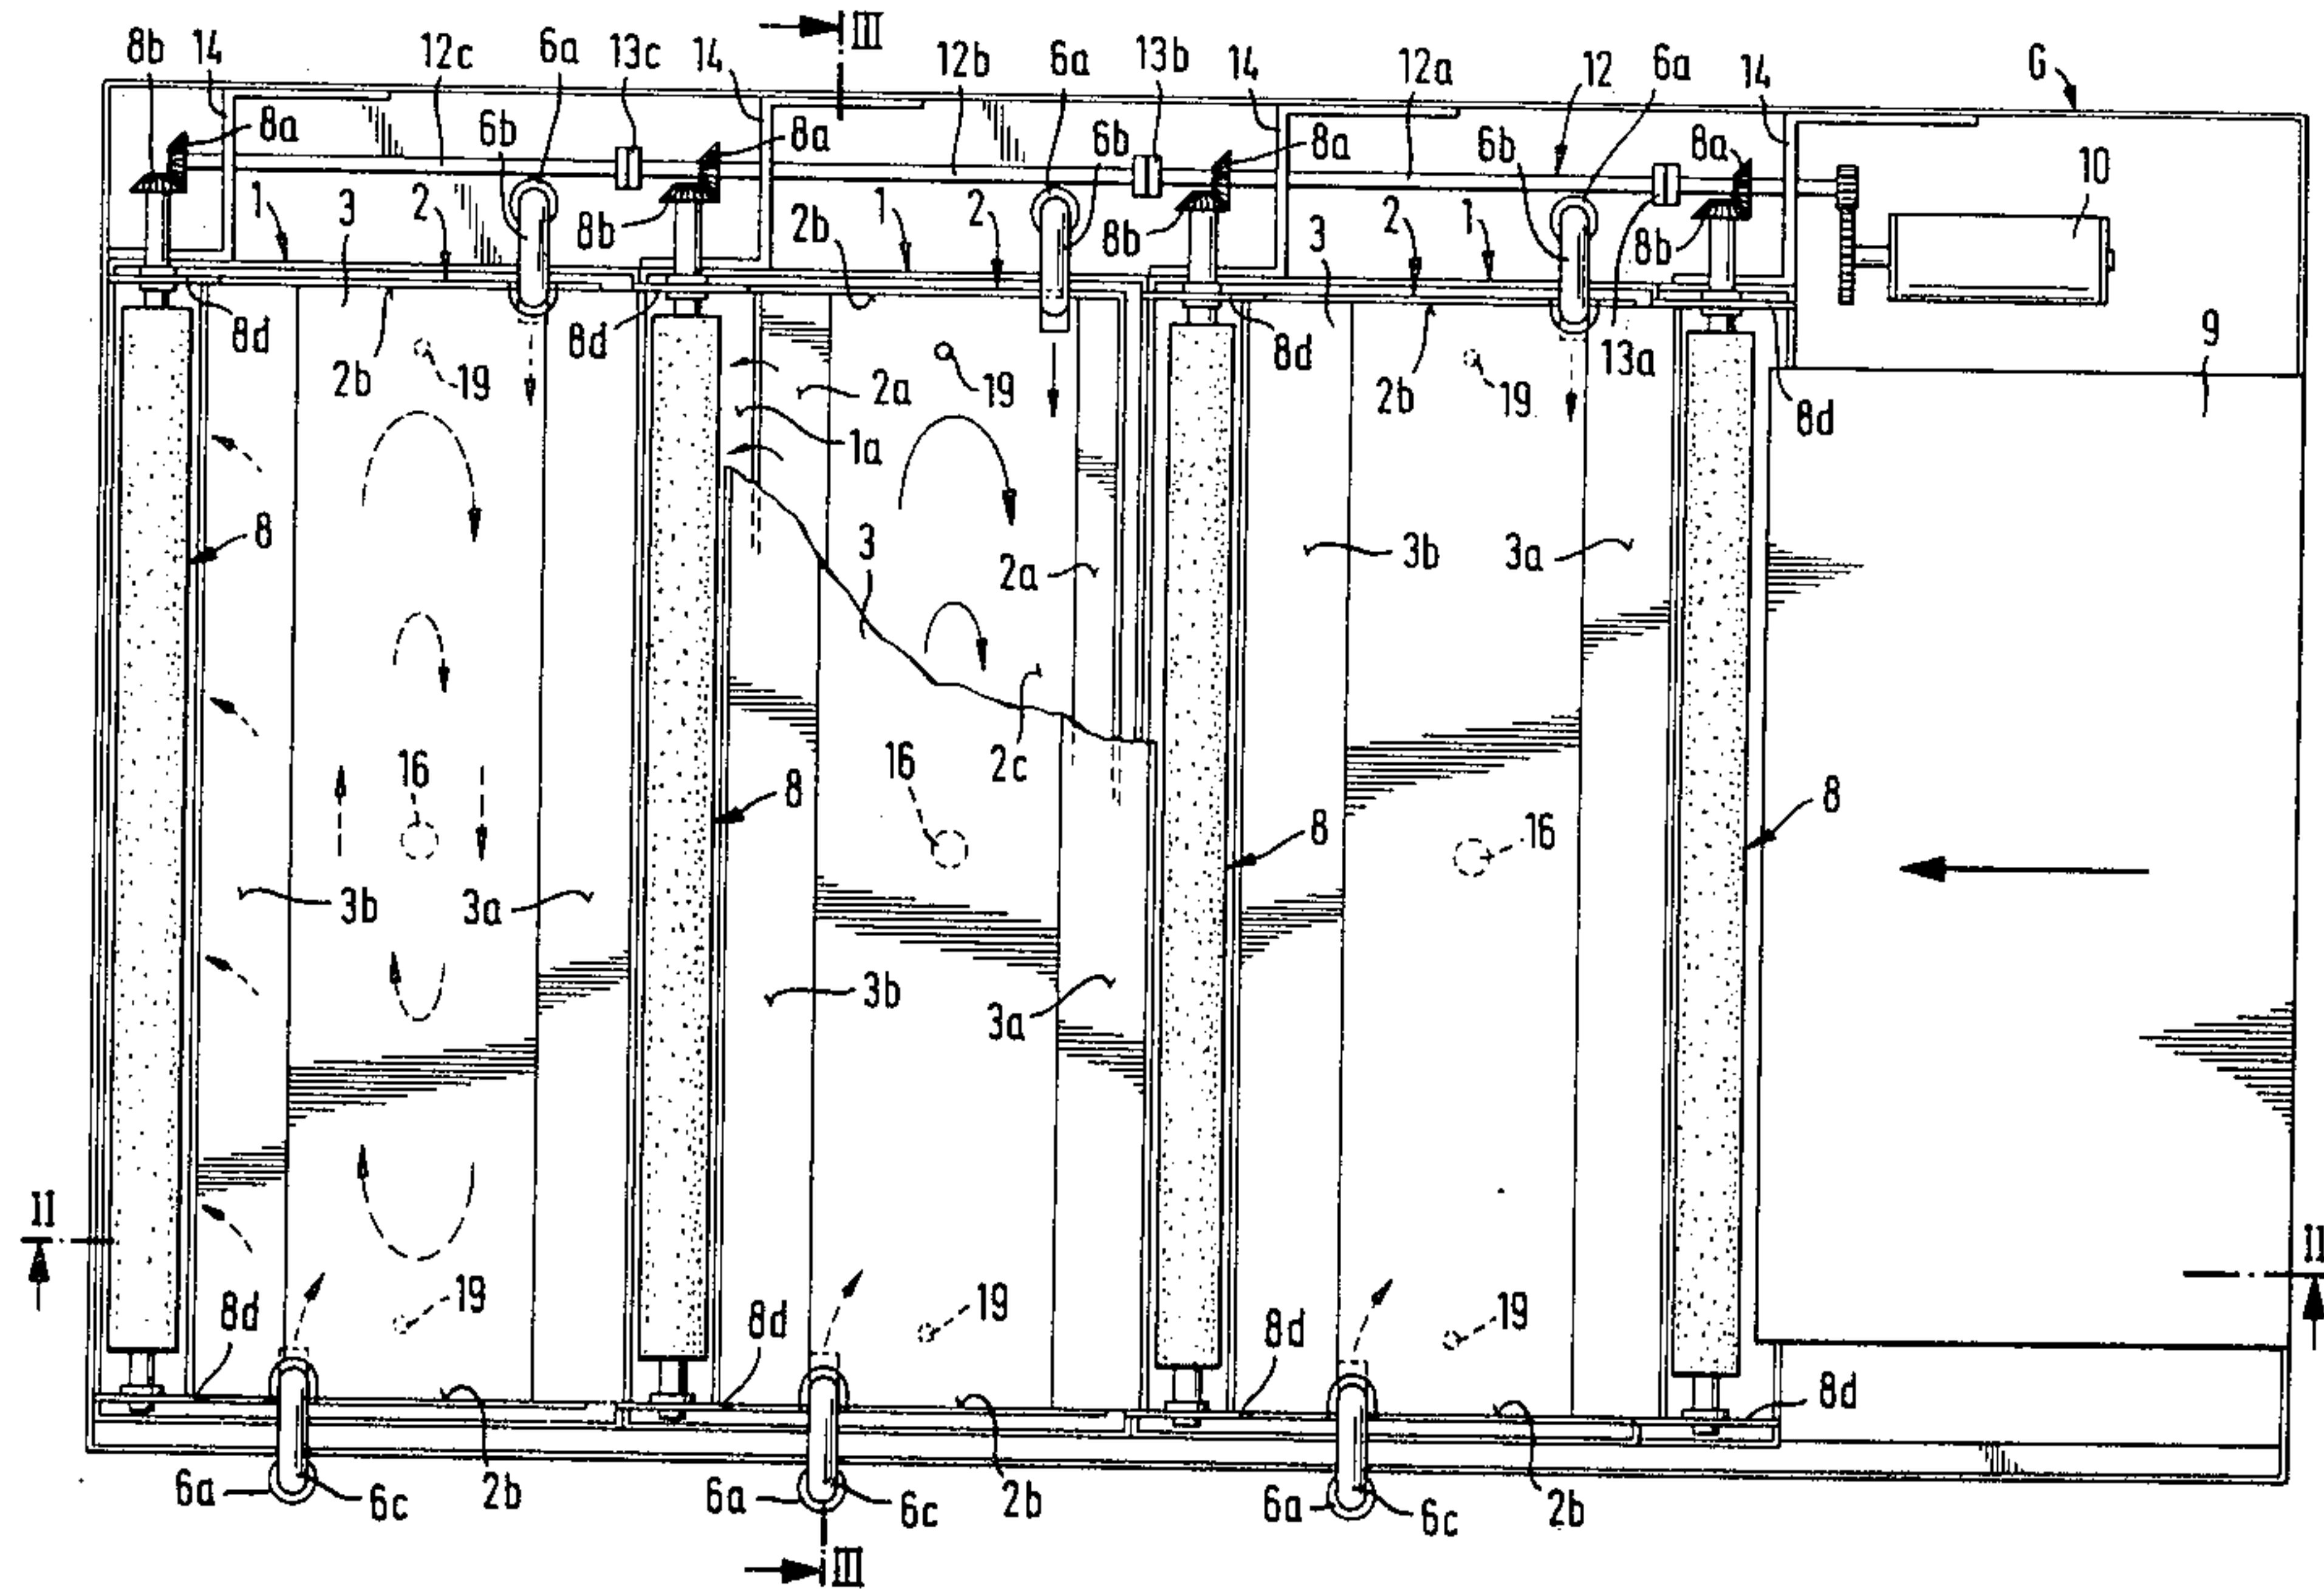 III
8b 14 12c 6a 13c 14 12b 6a 13b 14 12a 12 6a 14 G
8a 6b 8a 6b 8a 6b 8a 10
1 3 2 8b 2b 1 2 8b 3 2 1 8b
8d 2b 19 8d 2a 19 8d 2b 19 13a 8d 9
1a
8 3 2a 3b 3a
2c
16 16 8 8 16 8
3b 3a 3b 3a
II II
8d 19 8d 19 8d 19 8d
6a 6c 2b 6a 6c 2b 6a 6c 2b
III